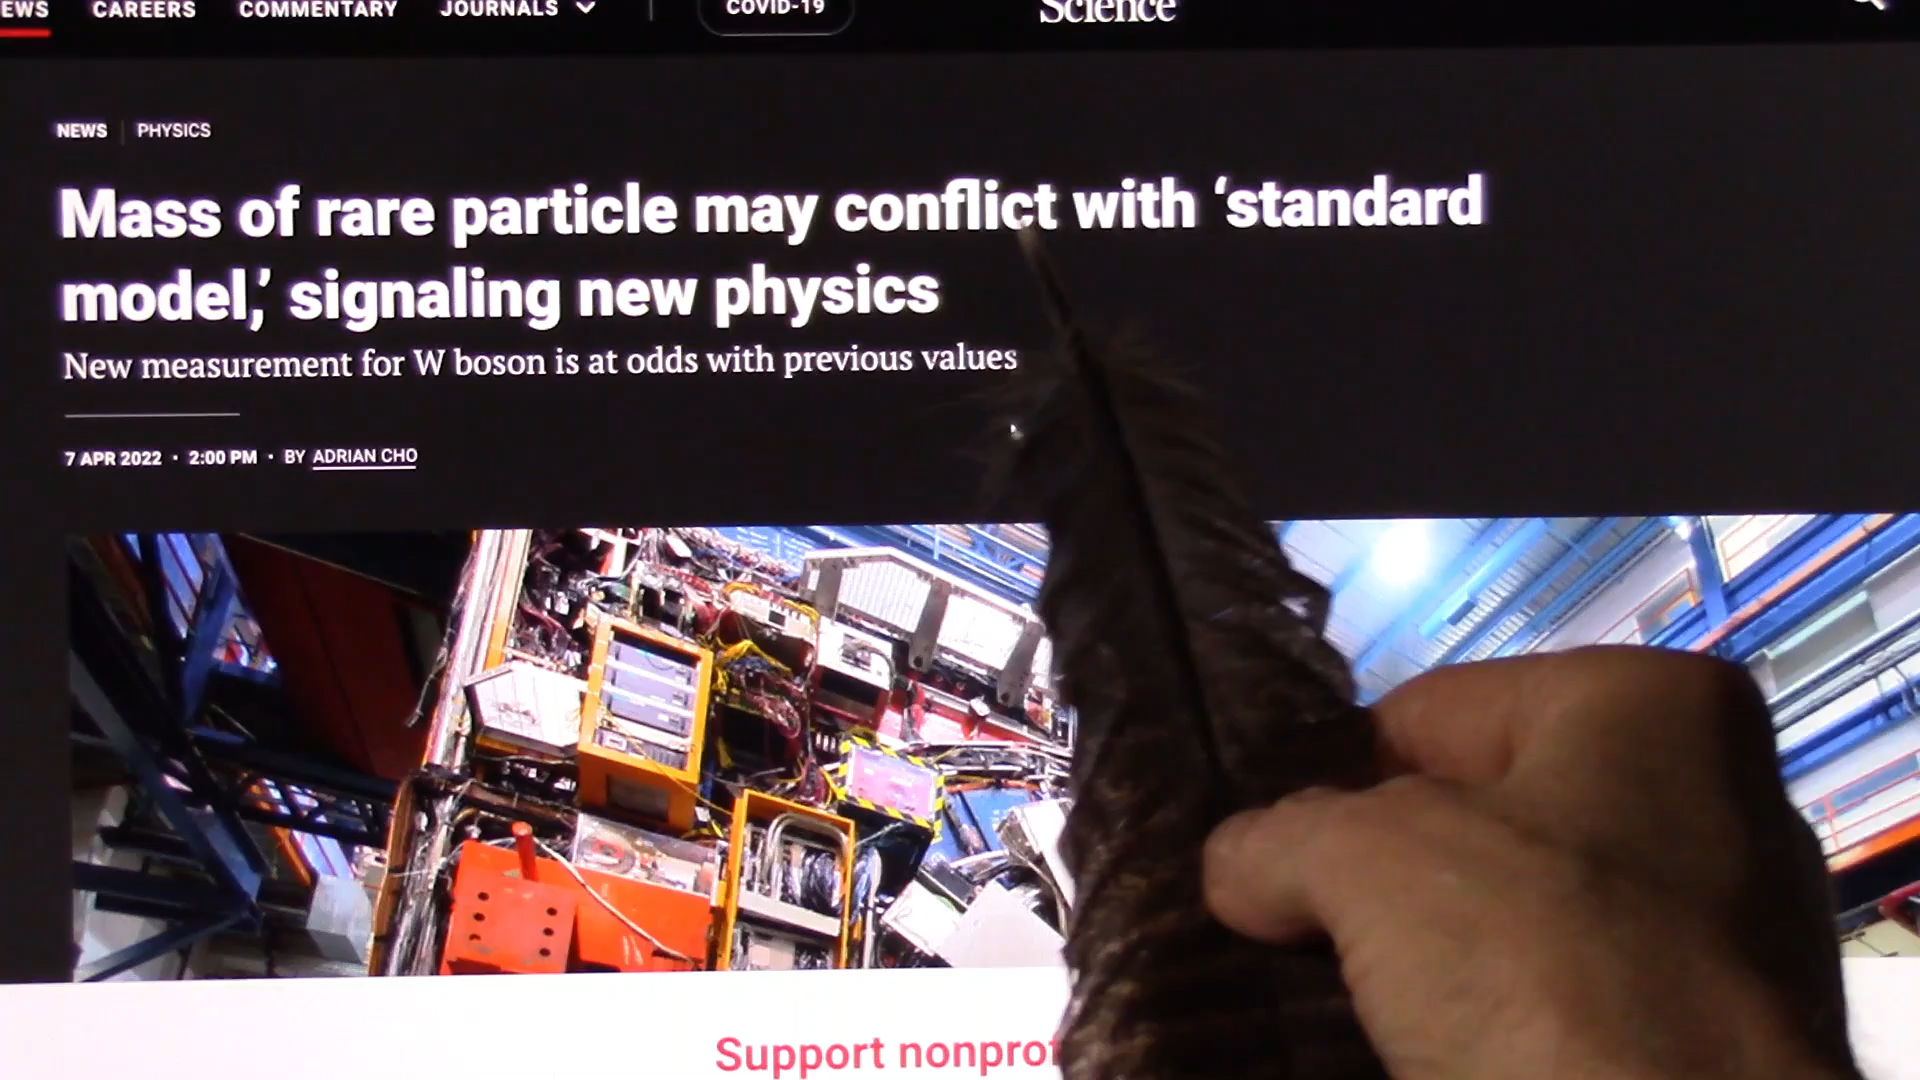 EWS CAREERS COMMENTARY JOURNALS COVID-19 Science
NEWS PHYSICS
Mass of rare particle may conflict with ‘standard
model,’ signaling new physics
New measurement for W boson is at odds with previous values
7 APR 2022 · 2:00 PM · BY ADRIAN CHO
Support nonprof